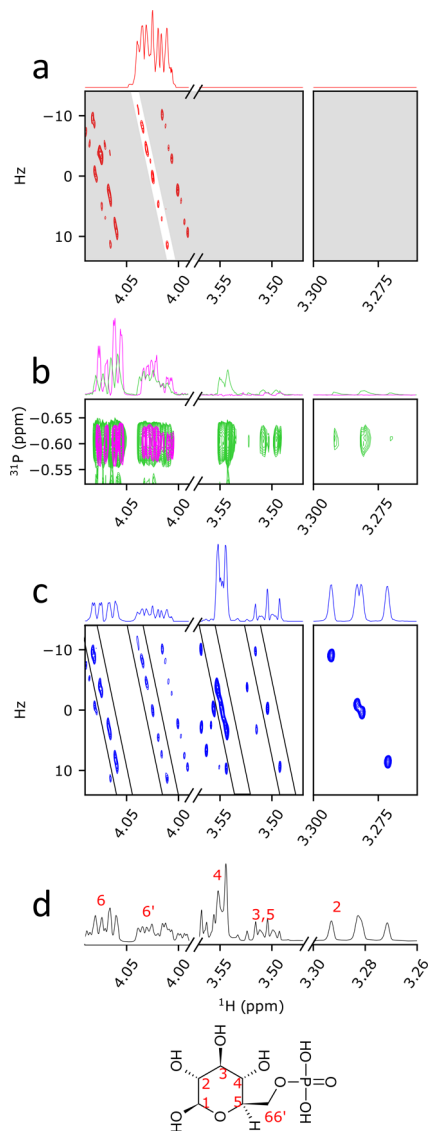 a
−10
Hz
0
10
4.05
4.00
3.50
3.300
3.275
b
−0.65
³¹P (ppm)
−0.60
−0.55
4.05
4.00
3.55
3.50
3.300
3.275
c
−10
Hz
0
10
4.05
4.00
3.55
3.50
3.300
3.275
d
6
6'
4
3,5
2
4.05
4.00
3.55
3.50
3.30
3.28
3.26
¹H (ppm)
HO
HO
OH
OH
HO
HO
P
O
OH
O
O
H
1
2
3
4
5
66'